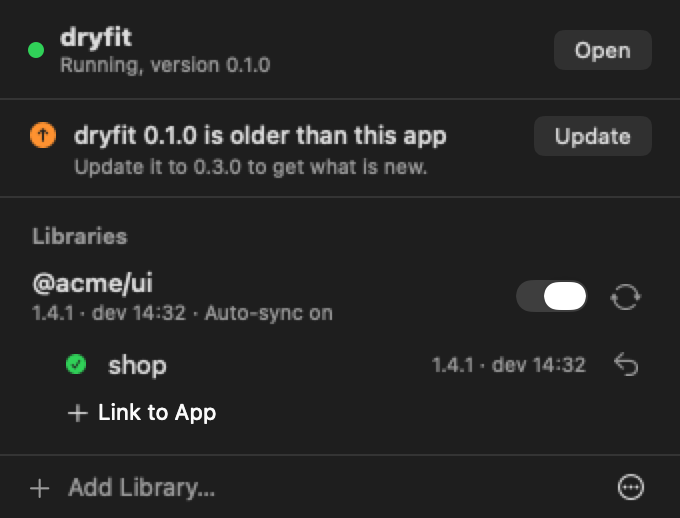 dryfit
Running, version 0.1.0
Open
dryfit 0.1.0 is older than this app
Update it to 0.3.0 to get what is new.
Update
Libraries
@acme/ui
1.4.1 · dev 14:32 · Auto-sync on
shop
1.4.1 · dev 14:32
Link to App
Add Library...